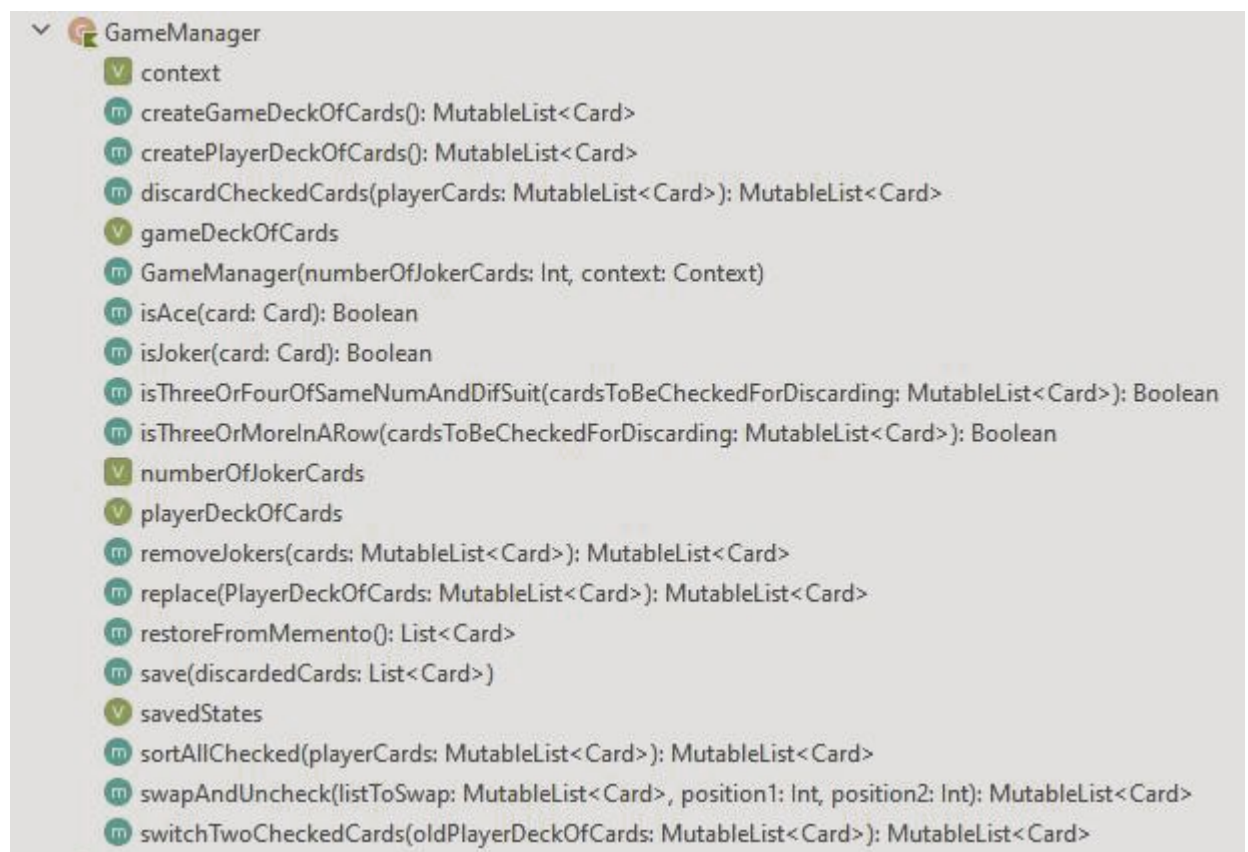 GameManager
context
createGameDeckOfCards(): MutableList<Card>
createPlayerDeckOfCards(): MutableList<Card>
discardCheckedCards(playerCards: MutableList<Card>): MutableList<Card>
gameDeckOfCards
GameManager(numberOfJokerCards: Int, context: Context)
isAce(card: Card): Boolean
isJoker(card: Card): Boolean
isThreeOrFourOfSameNumAndDifSuit(cardsToBeCheckedForDiscarding: MutableList<Card>): Boolean
isThreeOrMoreInARow(cardsToBeCheckedForDiscarding: MutableList<Card>): Boolean
numberOfJokerCards
playerDeckOfCards
removeJokers(cards: MutableList<Card>): MutableList<Card>
replace(PlayerDeckOfCards: MutableList<Card>): MutableList<Card>
restoreFromMemento(): List<Card>
save(discardedCards: List<Card>)
savedStates
sortAllChecked(playerCards: MutableList<Card>): MutableList<Card>
swapAndUncheck(listToSwap: MutableList<Card>, position1: Int, position2: Int): MutableList<Card>
switchTwoCheckedCards(oldPlayerDeckOfCards: MutableList<Card>): MutableList<Card>